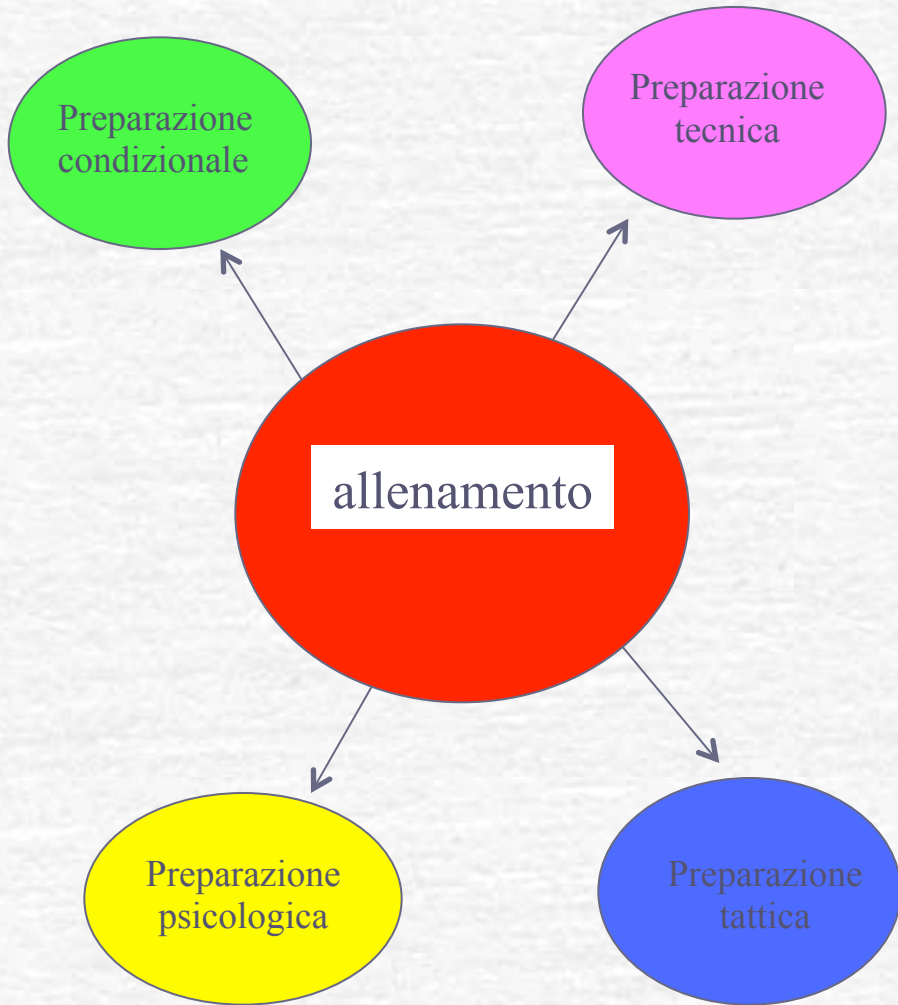 Preparazione
condizionale
Preparazione
tecnica
allenamento
Preparazione
psicologica
Preparazione
tattica